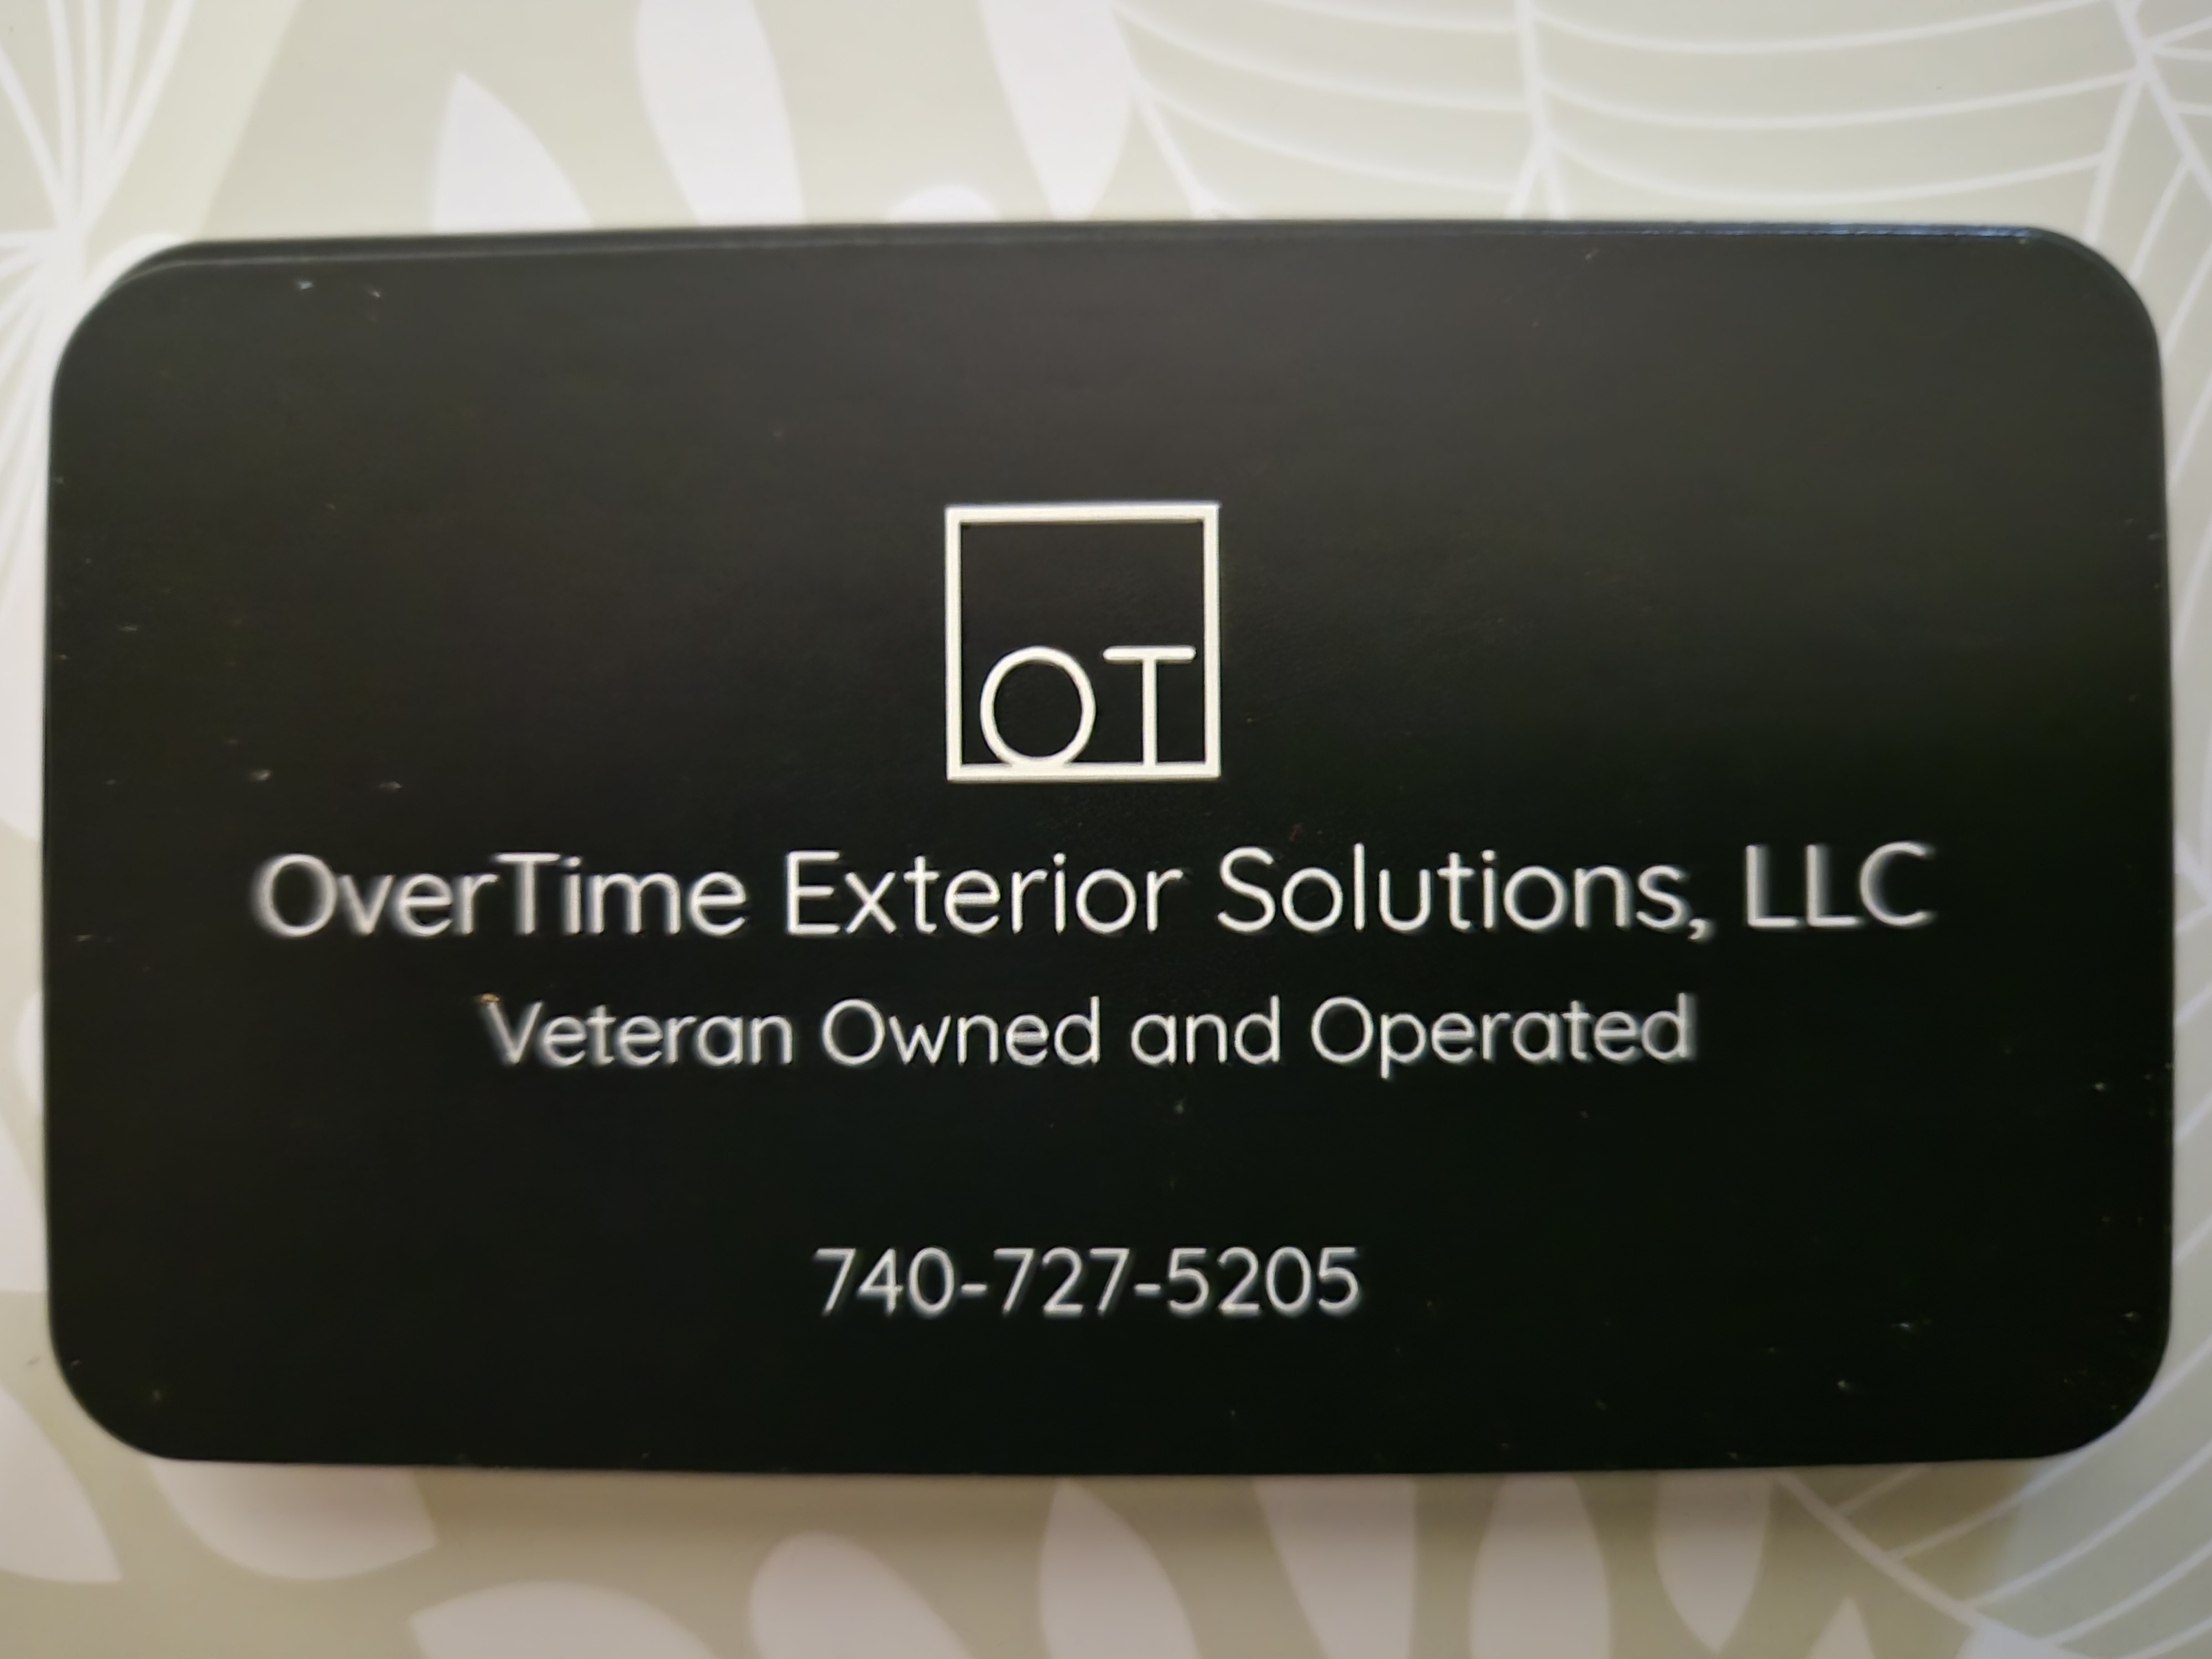 OT
OverTime Exterior Solutions, LLC
Veteran Owned and Operated
740-727-5205